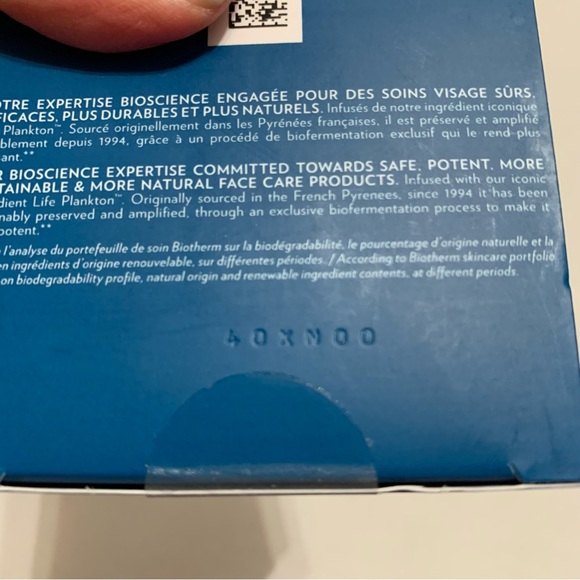 OTRE EXPERTISE BIOSCIENCE ENGAGÉE POUR DES SOINS VISAGE SÛRS,
FICACES, PLUS DURABLES ET PLUS NATURELS. Infusés de notre ingrédient iconique
Plankton™. Sourcé originellement dans les Pyrénées françaises, il est préservé et amplifié
blement depuis 1994, grâce à un procédé de biofermentation exclusif qui le rend plus
ant.**
R BIOSCIENCE EXPERTISE COMMITTED TOWARDS SAFE, POTENT, MORE
TAINABLE & MORE NATURAL FACE CARE PRODUCTS. Infused with our iconic
dient Life Plankton™. Originally sourced in the French Pyrenees, since 1994 it has been
nably preserved and amplified, through an exclusive biofermentation process to make it
potent.**
l'analyse du portefeuille de soin Biotherm sur la biodégradabilité, le pourcentage d'origine naturelle et la
en ingrédients d'origine renouvelable, sur différentes périodes. / According to Biotherm skincare portfolio
on biodegradability profile, natural origin and renewable ingredient contents, at different periods.
40XN00